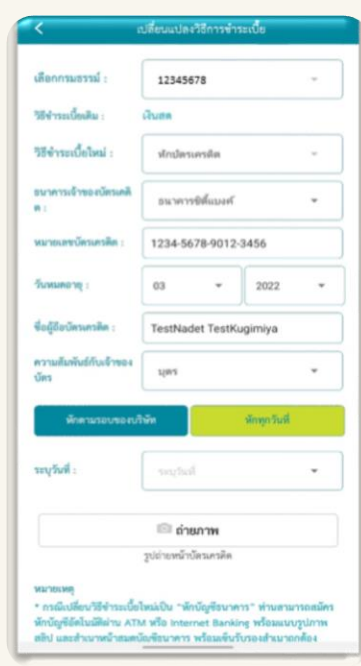 เปลี่ยนแปลงวิธีการชำระเบี้ย
เลือกกรมธรรม์ :
12345678
วิธีชำระเบี้ยเดิม :
เงินสด
วิธีชำระเบี้ยใหม่ :
หักบัตรเครดิต
ธนาคารเจ้าของบัตรเคดิ
ต :
ธนาคารซิตี้แบงค์
หมายเลขบัตรเครดิต :
1234-5678-9012-3456
วันหมดอายุ :
03
2022
ชื่อผู้ถือบัตรเครดิต :
TestNadet TestKugimiya
ความสัมพันธ์กับเจ้าของ
บัตร
บุตร
หักตามรอบของบริษัท
หักทุกวันที่
ระบุวันที่ :
ระบุวันที่
ถ่ายภาพ
รูปถ่ายหน้าบัตรเครดิต
หมายเหตุ
* กรณีเปลี่ยนวิธีชำระเบี้ยใหม่เป็น "หักบัญชีธนาคาร" ท่านสามารถสมัคร
หักบัญชีอัตโนมัติผ่าน ATM หรือ Internet Banking พร้อมแนบรูปภาพ
สลิป และสำเนาหน้าสมุดบัญชีธนาคาร พร้อมเซ็นรับรองสำเนาถูกต้อง